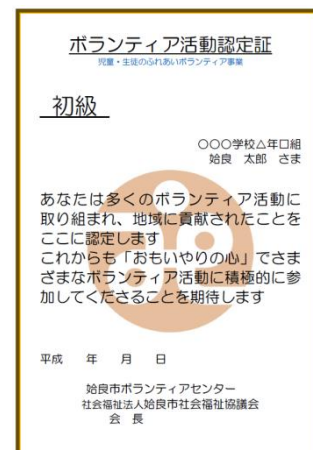 ボランティア活動認定証
児童・生徒のふれあいボランティア事業
初級
〇〇〇学校△年口組
姶良 太郎 さま
あなたは多くのボランティア活動に
取り組まれ、地域に貢献されたことを
ここに認定します
これからも「おもいやりの心」でさま
ざまなボランティア活動に積極的に参
加してくださることを期待します
平成 年 月 日
姶良市ボランティアセンター
社会福祉法人姶良市社会福祉協議会
会 長